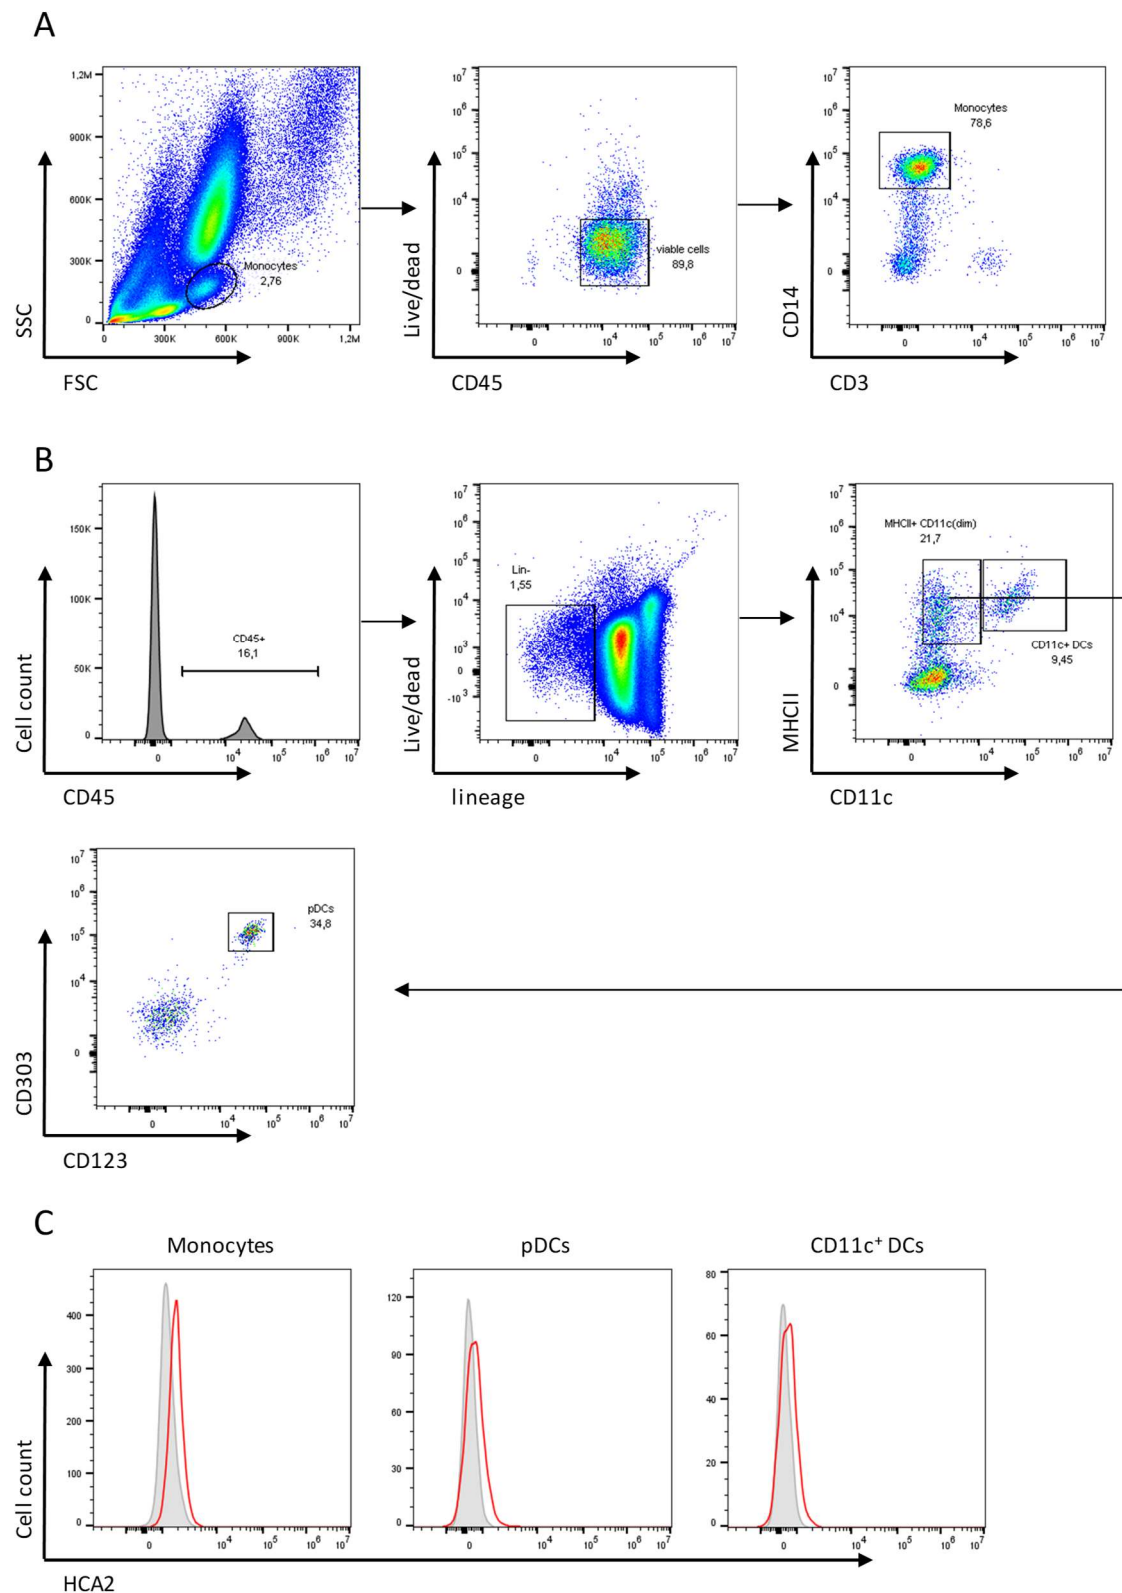 A
1,2M
900K
600K
300K
0
Monocytes
2,76
0 300K 600K 900K 1,2M
SSC
FSC
10^7
10^6
10^5
10^4
0
viable cells
89,8
0 10^4 10^5 10^6 10^7
Live/dead
CD45
10^7
10^6
10^5
10^4
0
Monocytes
78,6
0 10^4 10^5 10^6 10^7
CD14
CD3
B
150K
100K
50K
0
CD45+
16,1
0 10^4 10^5 10^6 10^7
Cell count
CD45
10^7
10^6
10^5
10^4
10^3
0
-10^3
Lin-
1,55
0 10^4 10^5 10^6 10^7
Live/dead
lineage
10^7
10^6
10^5
10^4
0
MHCII+ CD11c(dim)
21,7
CD11c+ DCs
9,45
0 10^4 10^5 10^6 10^7
MHCII
CD11c
10^7
10^6
10^5
10^4
0
pDCs
34,8
0 10^4 10^5 10^6 10^7
CD303
CD123
C
Monocytes
400
300
200
100
0
0 10^4 10^5 10^6 10^7
pDCs
120
90
60
30
0
0 10^4 10^5 10^6 10^7
CD11c⁺ DCs
80
60
40
20
0
0 10^4 10^5 10^6 10^7
Cell count
HCA2